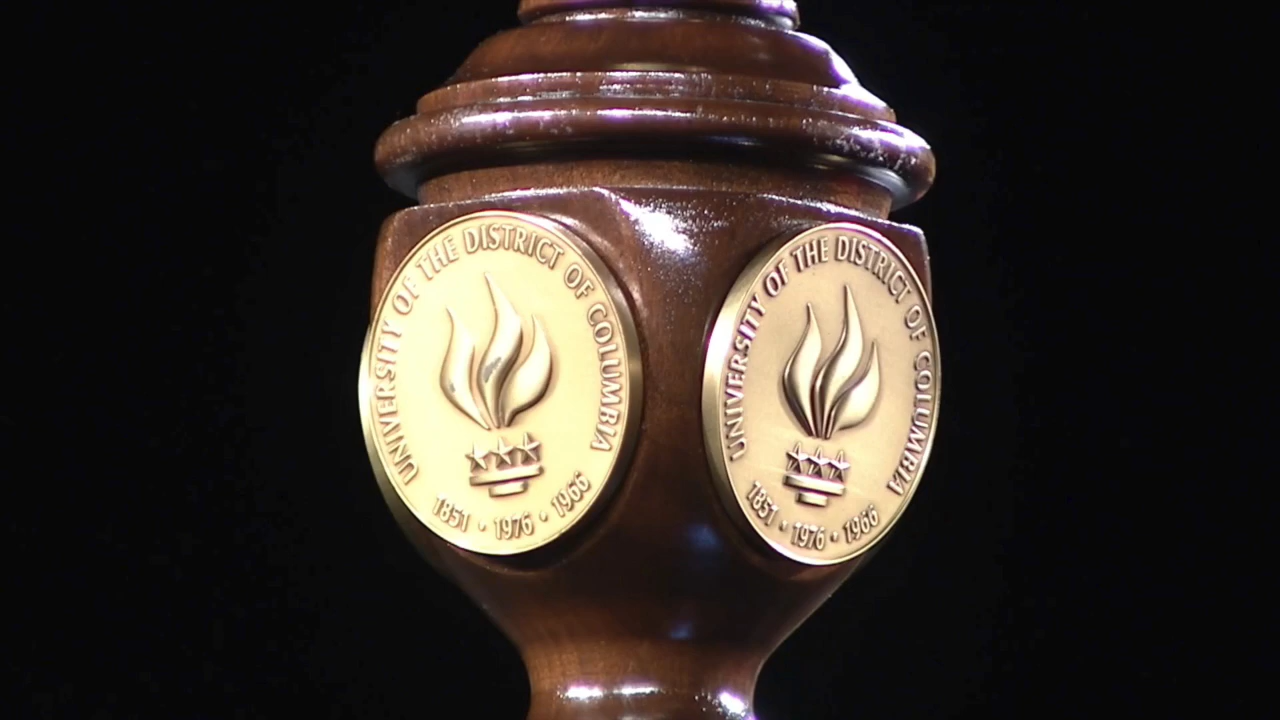 UNIVERSITY OF THE DISTRICT OF COLUMBIA
1851 • 1976 • 1966
UNIVERSITY OF THE DISTRICT OF COLUMBIA
1851 • 1976 • 1966